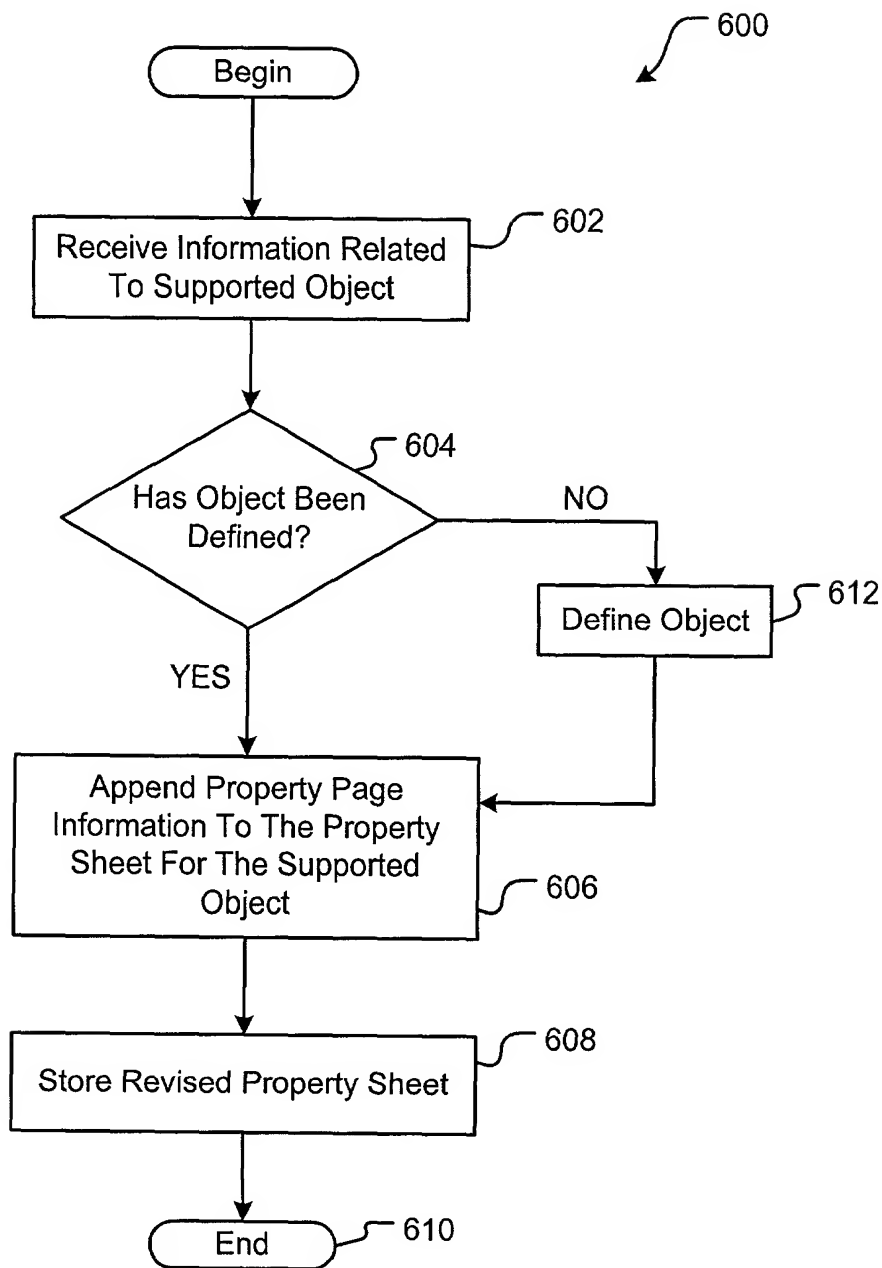 600
Begin
602
Receive Information Related
To Supported Object
604
Has Object Been
Defined?
NO
612
Define Object
YES
Append Property Page
Information To The Property
Sheet For The Supported
Object
606
608
Store Revised Property Sheet
End
610